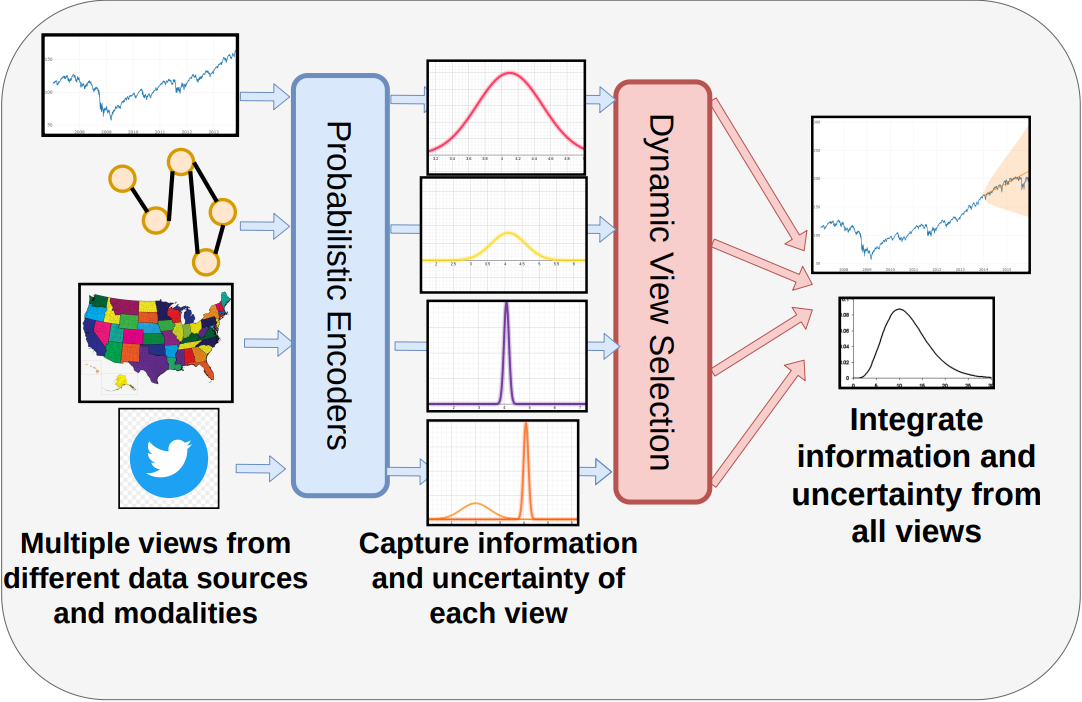 Probabilistic Encoders
Dynamic View Selection
Multiple views from
different data sources
and modalities
Capture information
and uncertainty of
each view
Integrate
information and
uncertainty from
all views